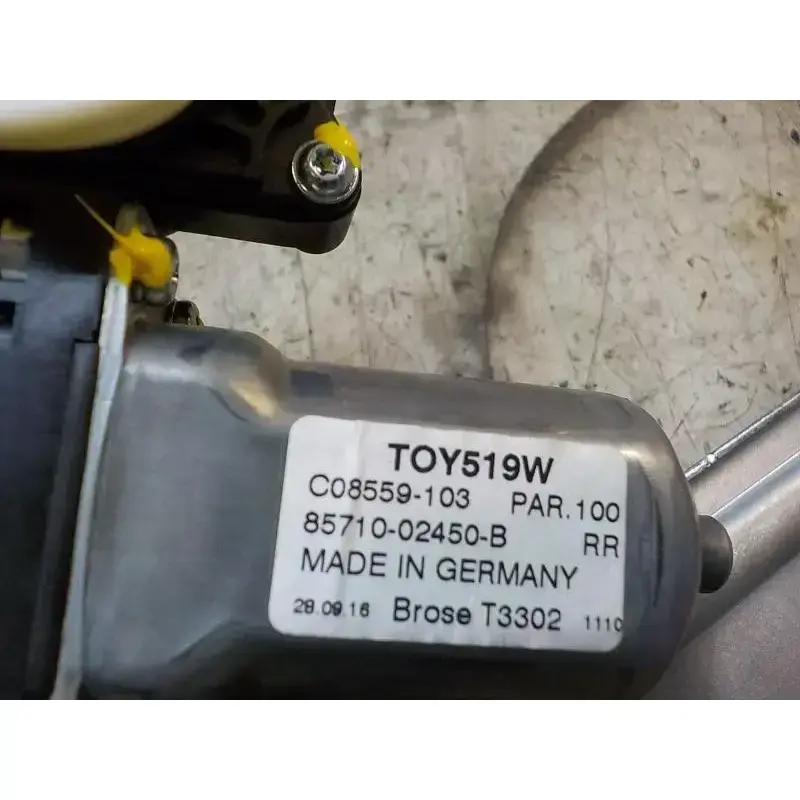 TOY519W
C08559-103 PAR.100
85710-02450-B RR
MADE IN GERMANY
28.09.16 Brose T3302 1110